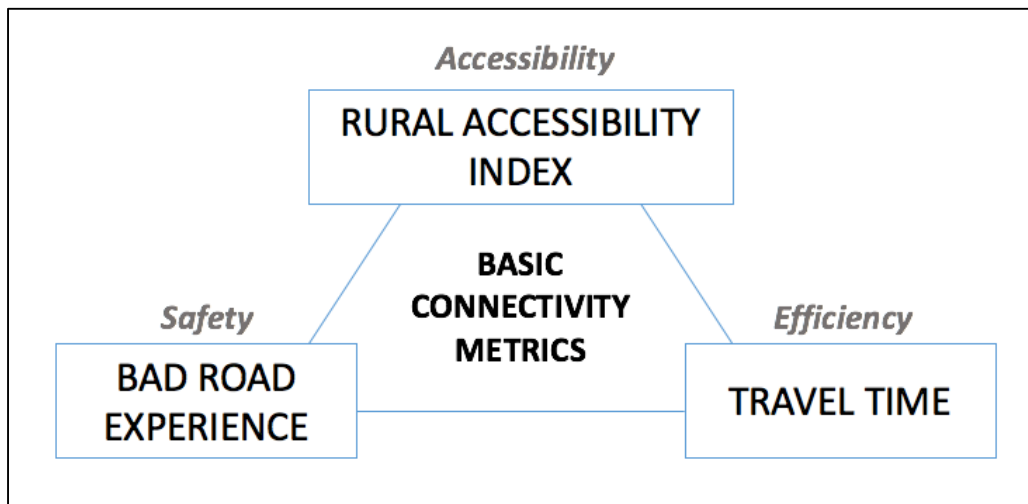 Accessibility
RURAL ACCESSIBILITY
INDEX
BASIC
CONNECTIVITY
METRICS
Safety
BAD ROAD
EXPERIENCE
Efficiency
TRAVEL TIME